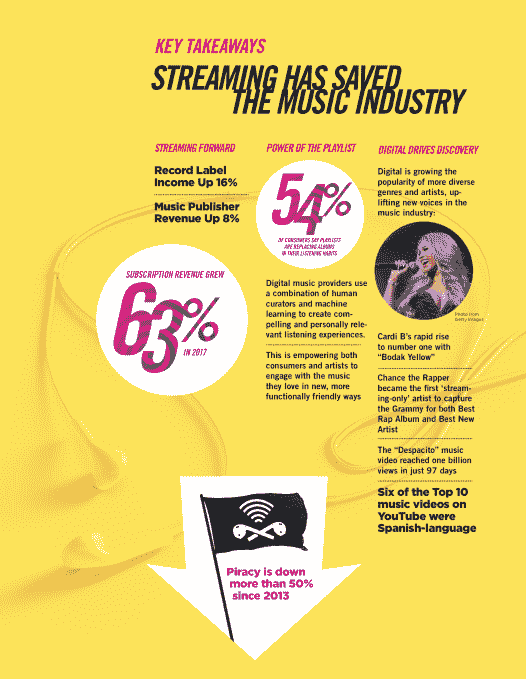 KEY TAKEAWAYS
STREAMING HAS SAVED
THE MUSIC INDUSTRY
STREAMING FORWARD
Record Label
Income Up 16%
Music Publisher
Revenue Up 8%
SUBSCRIPTION REVENUE GREW
63%
IN 2017
POWER OF THE PLAYLIST
54%
OF CONSUMERS SAY PLAYLISTS
ARE REPLACING ALBUMS
IN THEIR LISTENING HABITS
Digital music providers use
a combination of human
curators and machine
learning to create com-
pelling and personally rele-
vant listening experiences.
This is empowering both
consumers and artists to
engage with the music
they love in new, more
functionally friendly ways
DIGITAL DRIVES DISCOVERY
Digital is growing the
popularity of more diverse
genres and artists, up-
lifting new voices in the
music industry:
Photo from
Getty Images
Cardi B's rapid rise
to number one with
"Bodak Yellow"
Chance the Rapper
became the first 'stream-
ing-only' artist to capture
the Grammy for both Best
Rap Album and Best New
Artist
The "Despacito" music
video reached one billion
views in just 97 days
Six of the Top 10
music videos on
YouTube were
Spanish-language
Piracy is down
more than 50%
since 2013